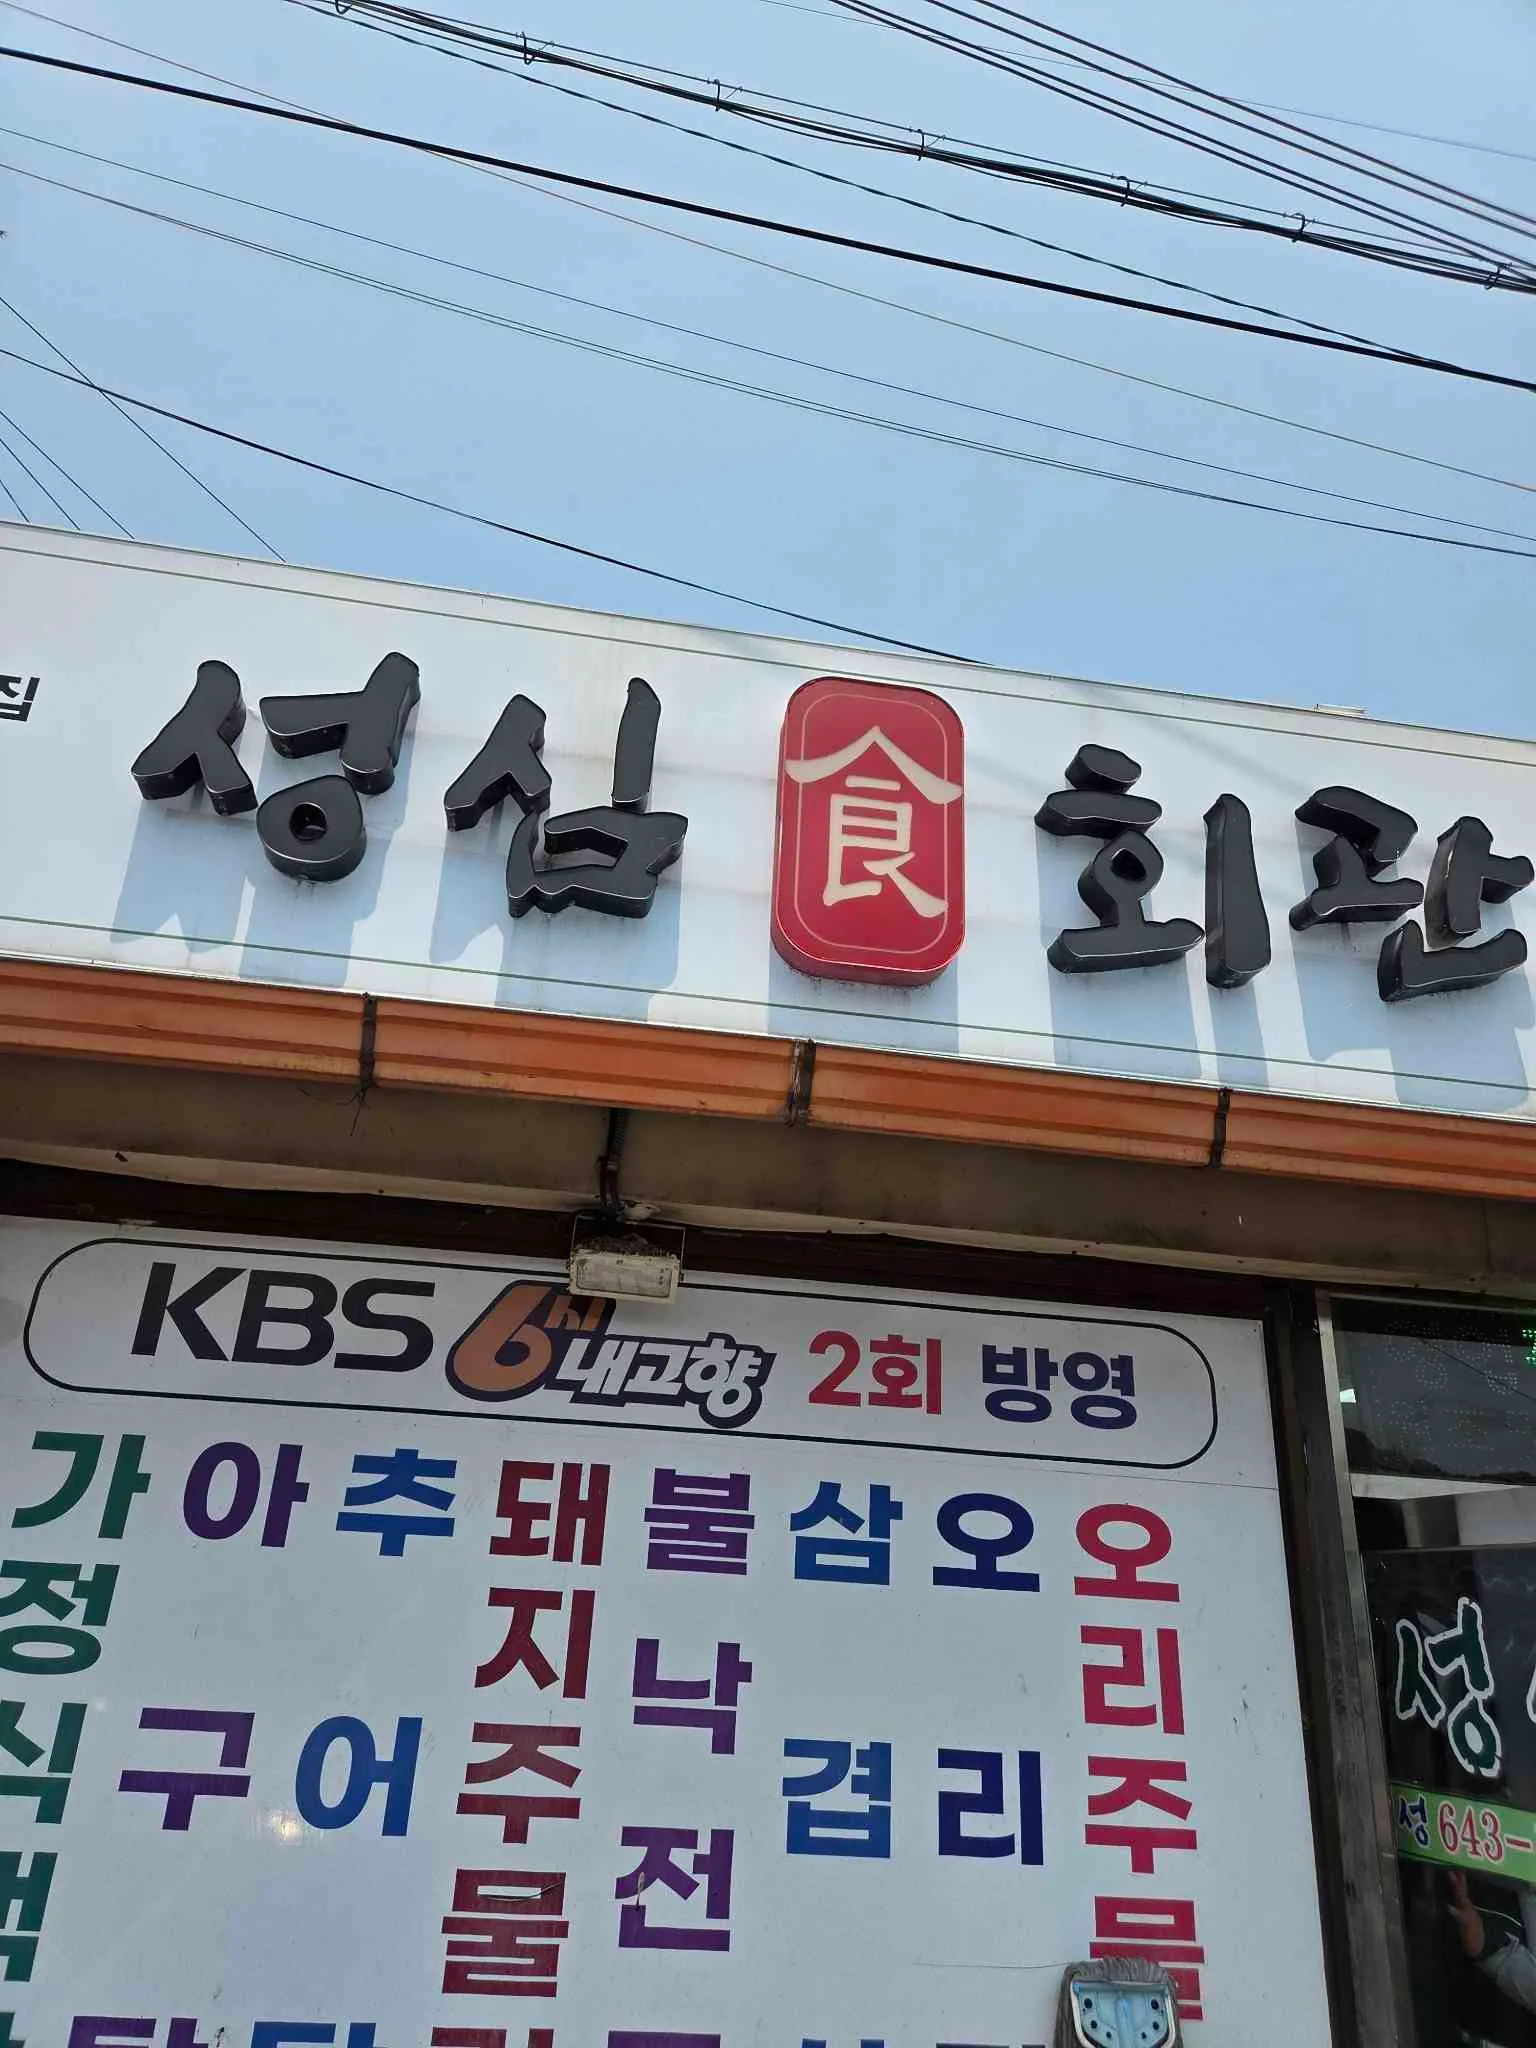 집
성심 食 회관
KBS 6시 내고향 2회 방영
가정식백
아구
추어
돼지주물
불낙전
삼겹
오리
오리주물
성
성 643-